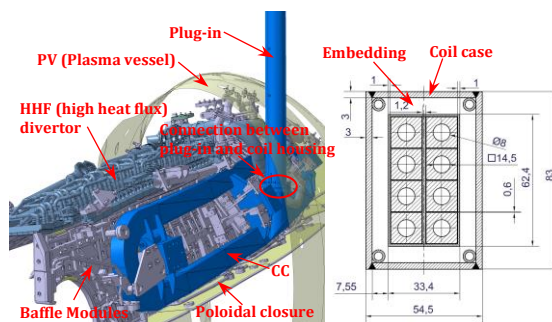 Plug-in
PV (Plasma vessel)
HHF (high heat flux)
divertor
Connection between
plug-in and coil housing
CC
Baffle Modules
Poloidal closure
Embedding
Coil case
1
1
1,2
3
3
Ø8
□14,5
0,6
62,4
83
7,55
33,4
54,5